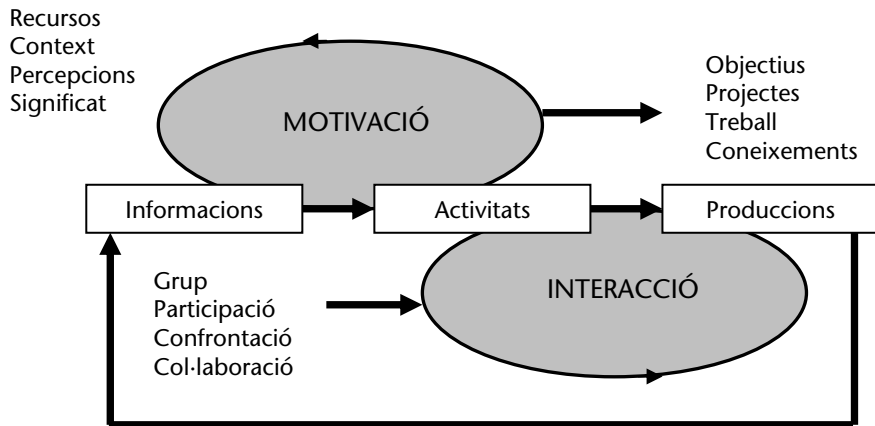 Recursos
Context
Percepcions
Significat
MOTIVACIÓ
Objectius
Projectes
Treball
Coneixements
Informacions
Activitats
Produccions
Grup
Participació
Confrontació
Col·laboració
INTERACCIÓ